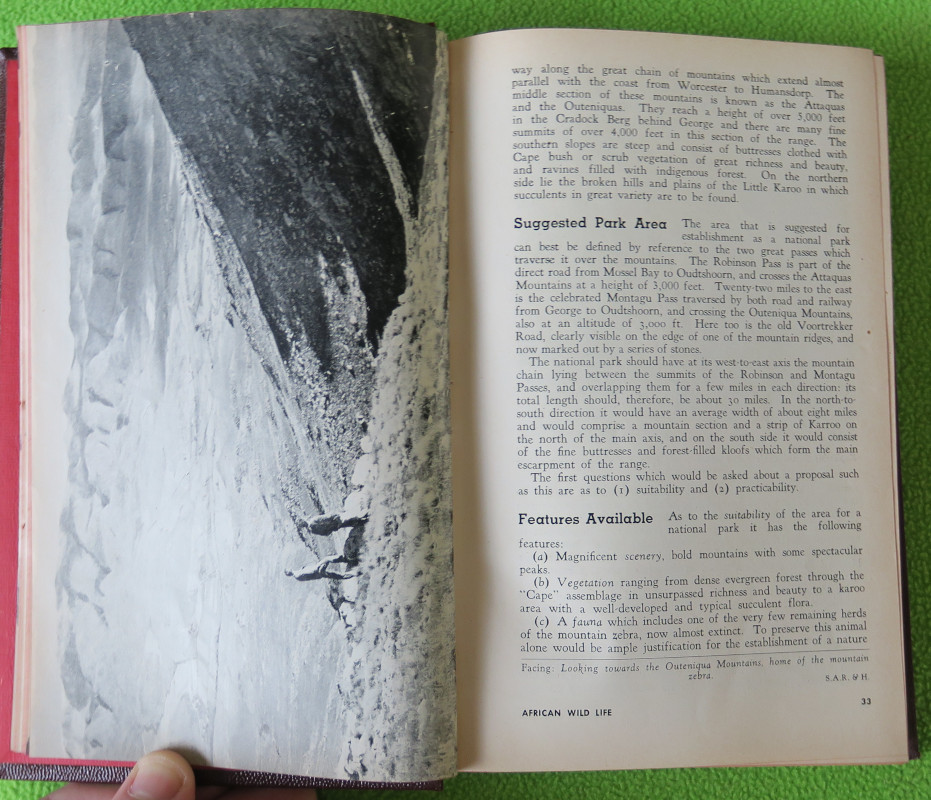 way along the great chain of mountains which extend almost
parallel with the coast from Worcester to Humansdorp. The
middle section of these mountains is known as the Attaquas
and the Outeniquas. They reach a height of over 5,000 feet
in the Cradock Berg behind George and there are many fine
summits of over 4,000 feet in this section of the range. The
southern slopes are steep and consist of buttresses clothed with
Cape bush or scrub vegetation of great richness and beauty,
and ravines filled with indigenous forest. On the northern
side lie the broken hills and plains of the Little Karoo in which
succulents in great variety are to be found.
Suggested Park Area The area that is suggested for
establishment as a national park
can best be defined by reference to the two great passes which
traverse it over the mountains. The Robinson Pass is part of the
direct road from Mossel Bay to Oudtshoorn, and crosses the Attaquas
Mountains at a height of 3,000 feet. Twenty-two miles to the east
is the celebrated Montagu Pass traversed by both road and railway
from George to Oudtshoorn, and crossing the Outeniqua Mountains,
also at an altitude of 3,000 ft. Here too is the old Voortrekker
Road, clearly visible on the edge of one of the mountain ridges, and
now marked out by a series of stones.
The national park should have at its west-to-east axis the mountain
chain lying between the summits of the Robinson and Montagu
Passes, and overlapping them for a few miles in each direction: its
total length should, therefore, be about 30 miles. In the north-to-
south direction it would have an average width of about eight miles
and would comprise a mountain section and a strip of Karroo on
the north of the main axis, and on the south side it would consist
of the fine buttresses and forest-filled kloofs which form the main
escarpment of the range.
The first questions which would be asked about a proposal such
as this are as to (1) suitability and (2) practicability.
Features Available As to the suitability of the area for a
national park it has the following
features:
(a) Magnificent scenery, bold mountains with some spectacular
peaks.
(b) Vegetation ranging from dense evergreen forest through the
"Cape" assemblage in unsurpassed richness and beauty to a karoo
area with a well-developed and typical succulent flora.
(c) A fauna which includes one of the very few remaining herds
of the mountain zebra, now almost extinct. To preserve this animal
alone would be ample justification for the establishment of a nature
Facing: Looking towards the Outeniqua Mountains, home of the mountain
zebra. S.A.R. & H.
AFRICAN WILD LIFE 33